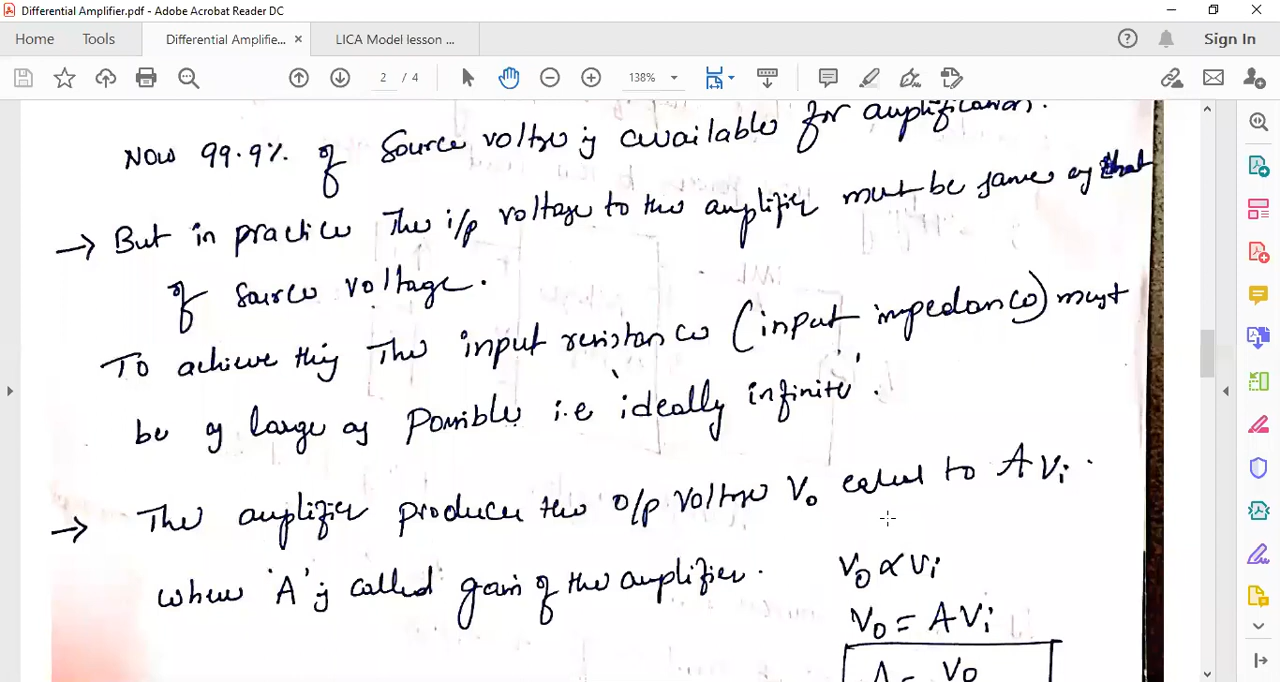 Differential Amplifier.pdf - Adobe Acrobat Reader DC
Home Tools Differential Amplifie... × LICA Model lesson ... Sign In
2 / 4 138%
Now 99.9% of Source voltage is available for amplification.
→ But in practice The i/p voltage to the amplifier must be same as that
of source voltage.
To achieve this The input resistance (input impedance) must
be as large as Possible i.e 'ideally infinite'.
→ The amplifier produces the o/p voltage Vo equal to AVi.
where 'A' is called gain of the amplifier.
Vo ∝ Vi
Vo = AVi
A = Vo